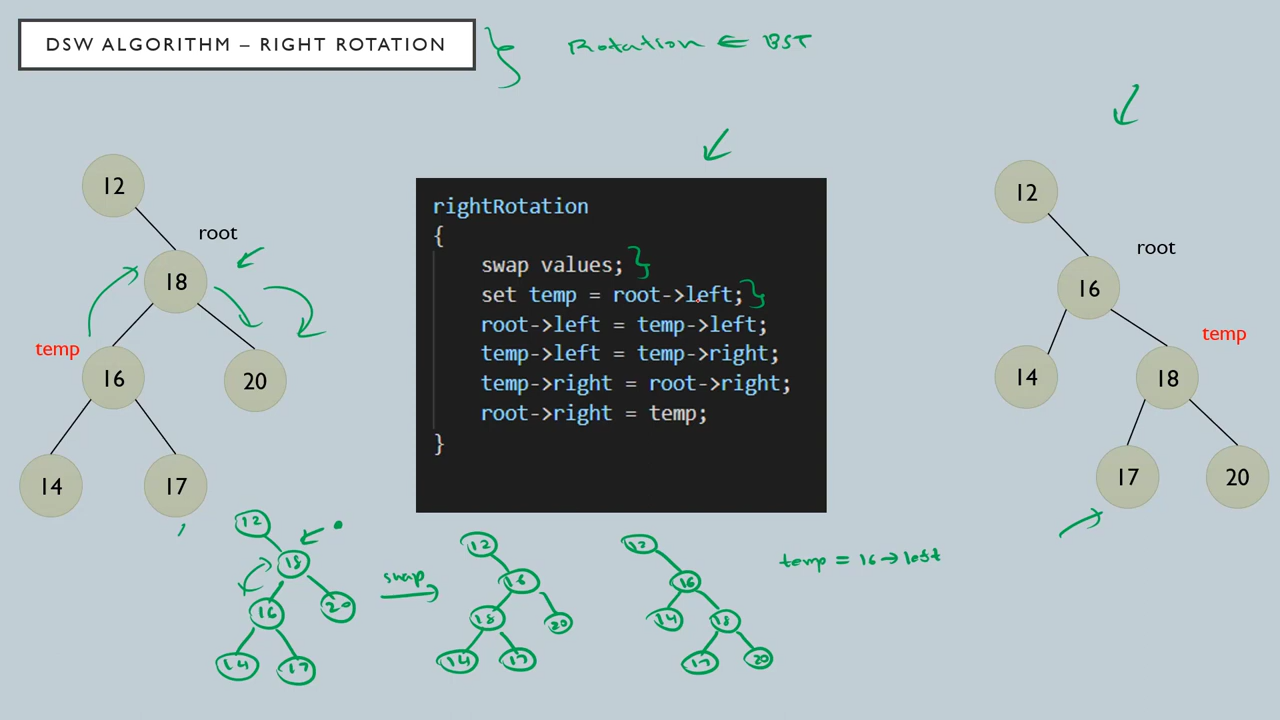 DSW ALGORITHM – RIGHT ROTATION
Rotation ← BST
12
root
18
temp
16
20
14
17
rightRotation
{
swap values;
set temp = root->left;
root->left = temp->left;
temp->left = temp->right;
temp->right = root->right;
root->right = temp;
}
12
root
16
temp
14
18
17
20
12
18
16
20
14
17
swap
12
16
18
20
14
17
12
16
14
18
17
20
temp = 16 → left